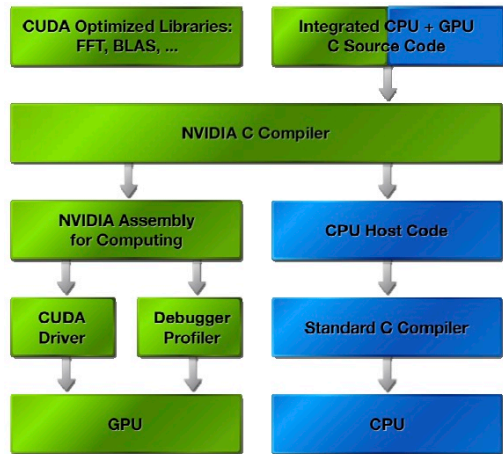 CUDA Optimized Libraries:
FFT, BLAS, ...
Integrated CPU + GPU
C Source Code
NVIDIA C Compiler
NVIDIA Assembly
for Computing
CPU Host Code
CUDA
Driver
Debugger
Profiler
Standard C Compiler
GPU
CPU